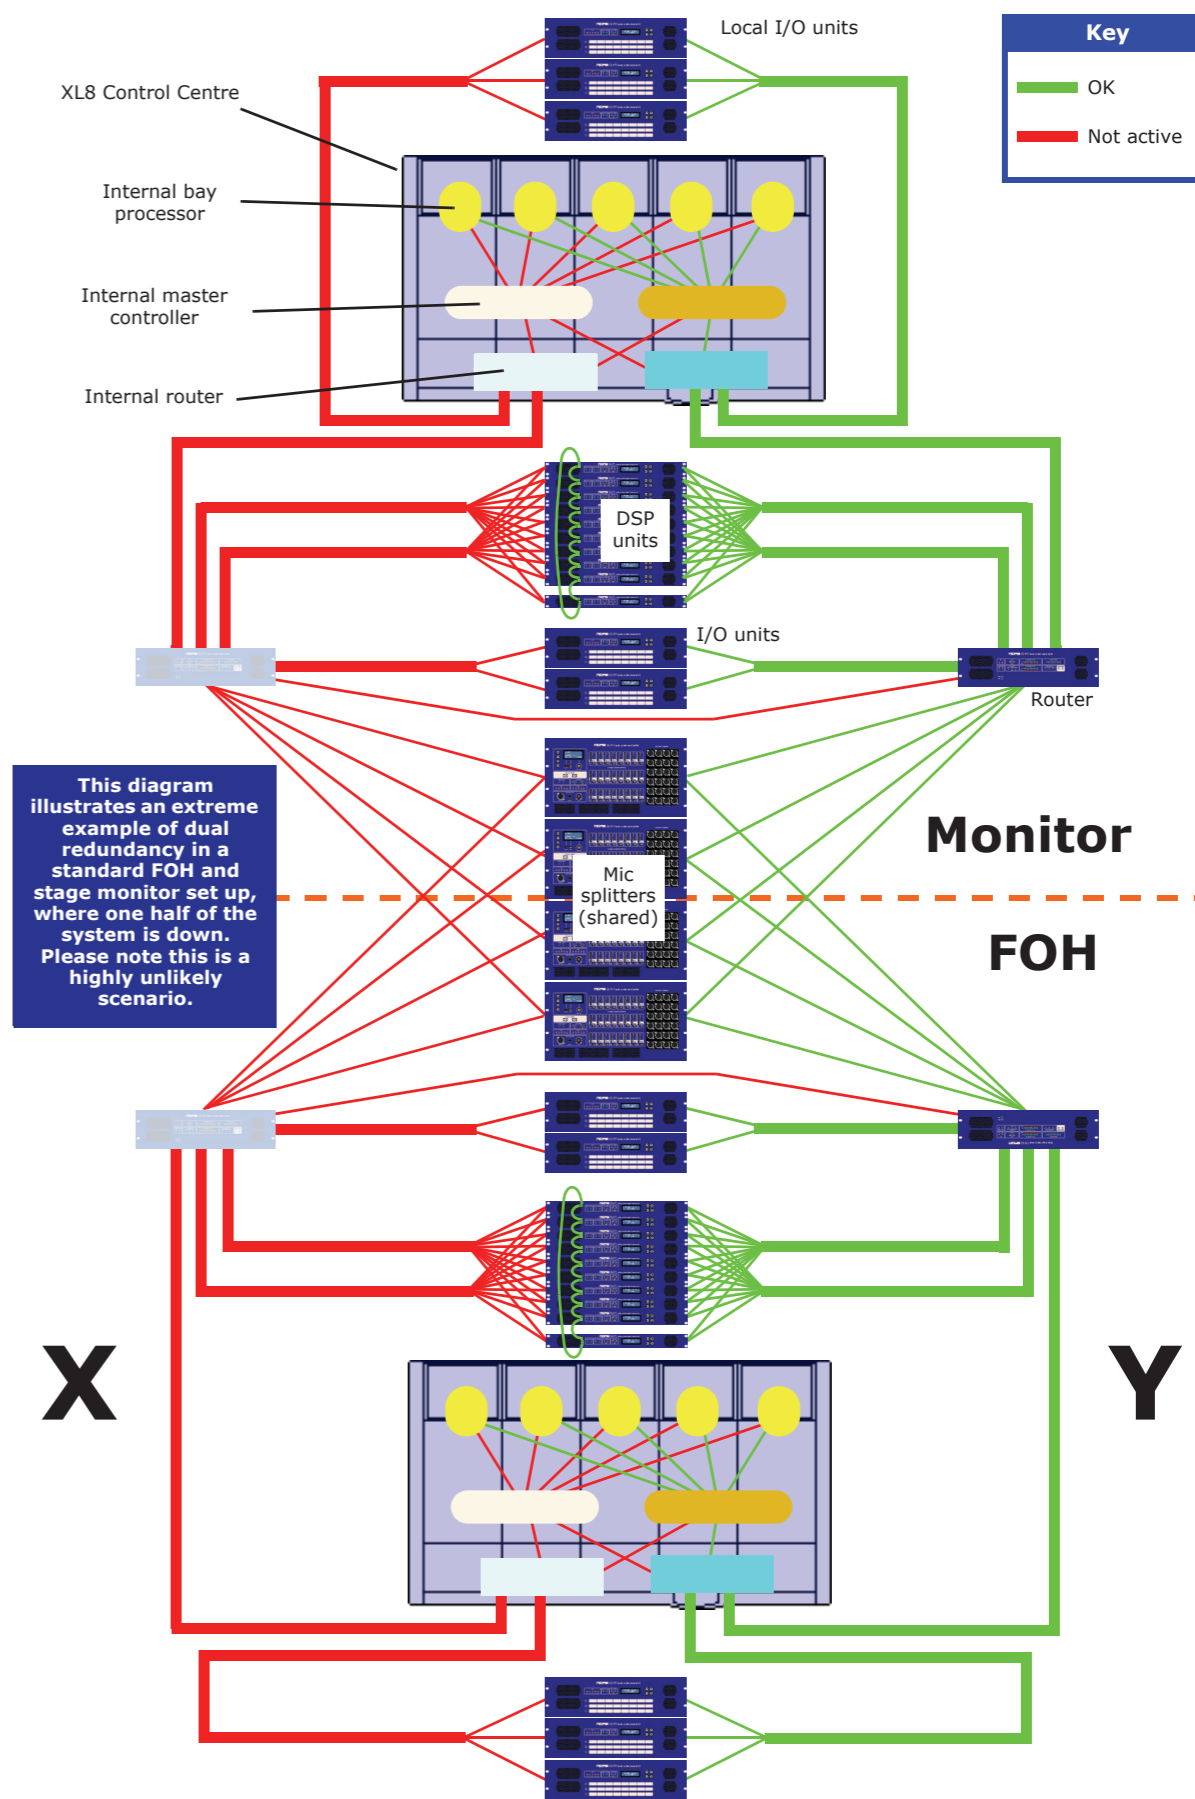 Local I/O units
Key
OK
Not active
XL8 Control Centre
Internal bay
processor
Internal master
controller
Internal router
DSP
units
I/O units
Router
This diagram
illustrates an extreme
example of dual
redundancy in a
standard FOH and
stage monitor set up,
where one half of the
system is down.
Please note this is a
highly unlikely
scenario.
Monitor
Mic
splitters
(shared)
FOH
X
Y